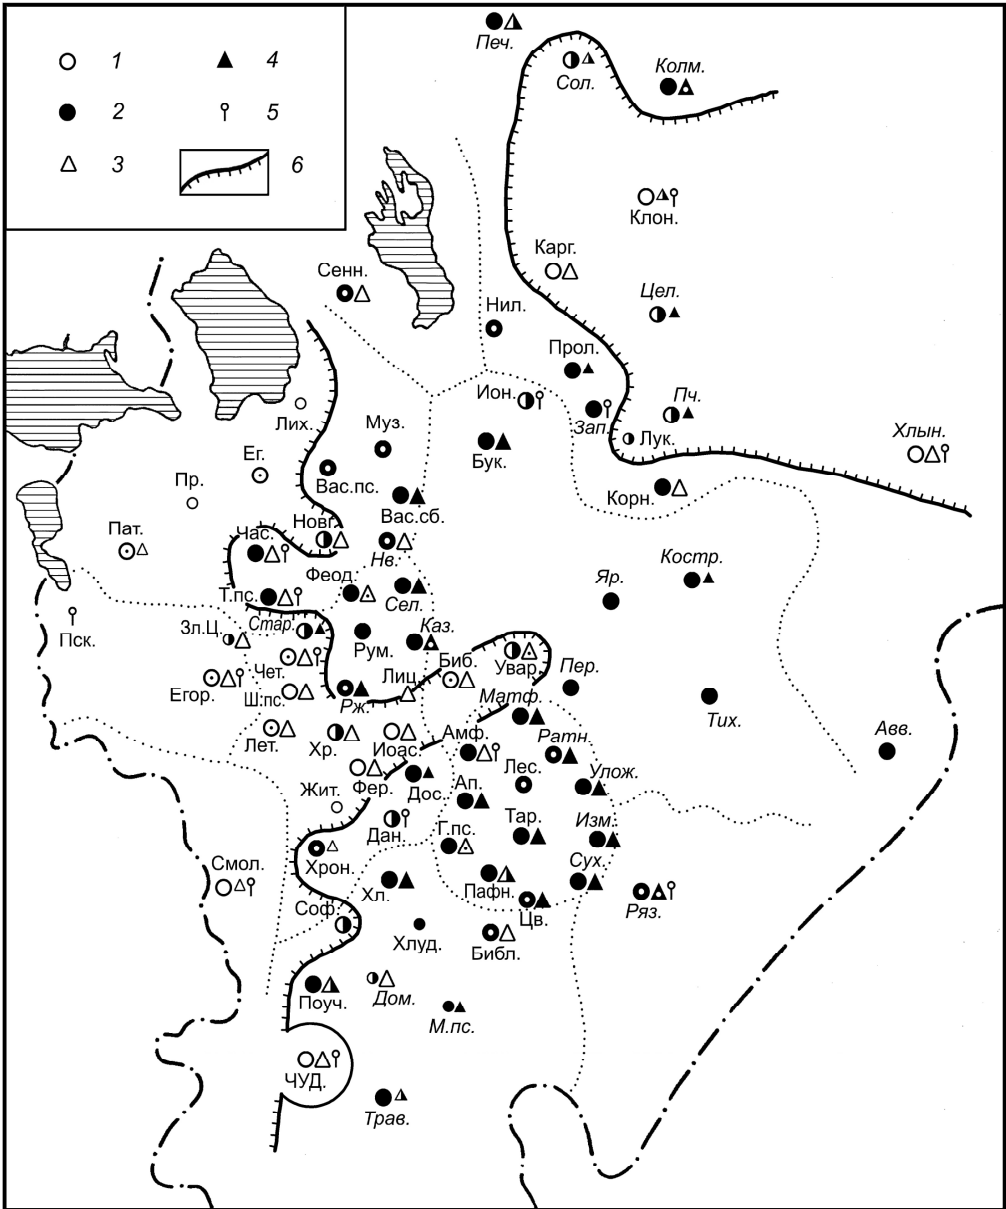 1
4
2
5
3
6
Печ.
Сол.
Колм.
Клон.
Карг.
Сенн.
Цел.
Нил.
Прол.
Ион.
Зап.
Пч.
Лук.
Хлын.
Лих.
Муз.
Бук.
Ег.
Вас.пс.
Пр.
Корн.
Вас.сб.
Пат.
Час.
Новг.
Нв.
Костр.
Феод.
Яр.
Т.пс.
Сел.
Пск.
Зл.Ц.
Стар.
Рум.
Каз.
Увар.
Чет.
Биб.
Пер.
Егор.
Ш.пс.
Рж.
Лиц.
Матф.
Тих.
Лет.
Хр.
Иоас.
Амф.
Ратн.
Авв.
Фер.
Дос.
Лес.
Улож.
Жит.
Ап.
Дан.
Г.пс.
Тар.
Изм.
Смол.
Хрон.
Хл.
Пафн.
Сух.
Соф.
Цв.
Ряз.
Хлуд.
Библ.
Поуч.
Дом.
М.пс.
ЧУД.
Трав.